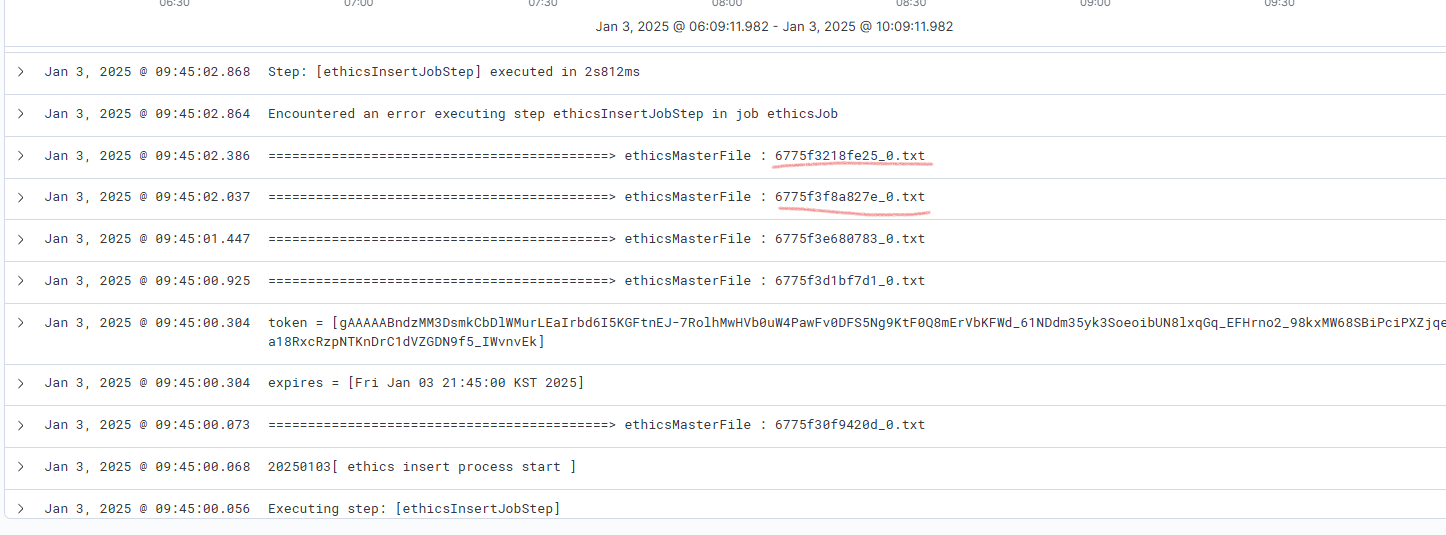 06:30 07:00 07:30 08:00 08:30 09:00 09:30
Jan 3, 2025 @ 06:09:11.982 - Jan 3, 2025 @ 10:09:11.982
Jan 3, 2025 @ 09:45:02.868 Step: [ethicsInsertJobStep] executed in 2s812ms
Jan 3, 2025 @ 09:45:02.864 Encountered an error executing step ethicsInsertJobStep in job ethicsJob
Jan 3, 2025 @ 09:45:02.386 ===========================================> ethicsMasterFile : 6775f3218fe25_0.txt
Jan 3, 2025 @ 09:45:02.037 ===========================================> ethicsMasterFile : 6775f3f8a827e_0.txt
Jan 3, 2025 @ 09:45:01.447 ===========================================> ethicsMasterFile : 6775f3e680783_0.txt
Jan 3, 2025 @ 09:45:00.925 ===========================================> ethicsMasterFile : 6775f3d1bf7d1_0.txt
Jan 3, 2025 @ 09:45:00.304 token = [gAAAAABndzMM3DsmkCbDlWMurLEaIrbd6I5KGFtnEJ-7RolhMwHVb0uW4PawFv0DFS5Ng9KtF0Q8mErVbKFWd_61NDdm35yk3SoeoibUN8lxqGq_EFHrno2_98kxMW68SBiPciPXZjqe
a18RxcRzpNTKnDrC1dVZGDN9f5_IWvnvEk]
Jan 3, 2025 @ 09:45:00.304 expires = [Fri Jan 03 21:45:00 KST 2025]
Jan 3, 2025 @ 09:45:00.073 ===========================================> ethicsMasterFile : 6775f30f9420d_0.txt
Jan 3, 2025 @ 09:45:00.068 20250103[ ethics insert process start ]
Jan 3, 2025 @ 09:45:00.056 Executing step: [ethicsInsertJobStep]